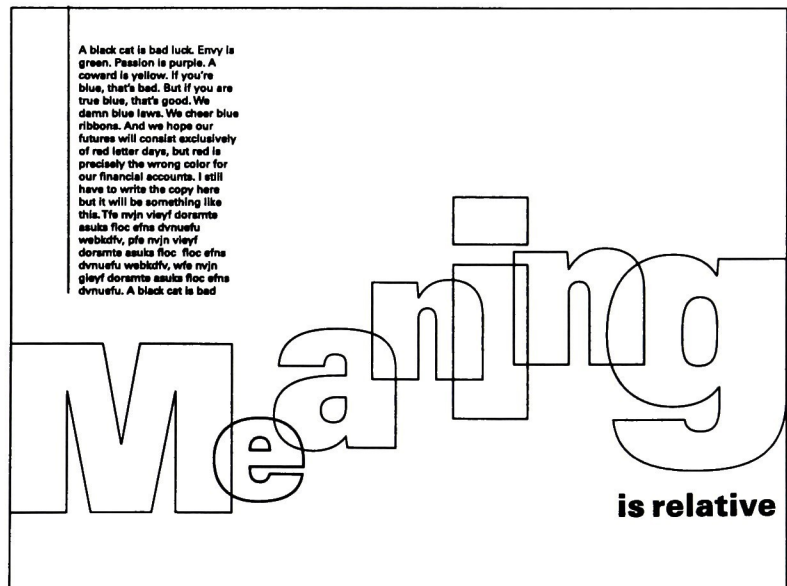 A black cat is bad luck. Envy is
green. Passion is purple. A
coward is yellow. If you're
blue, that's bad. But if you are
true blue, that's good. We
damn blue laws. We cheer blue
ribbons. And we hope our
futures will consist exclusively
of red letter days, but red is
precisely the wrong color for
our financial accounts. I still
have to write the copy here
but it will be something like
this. Tfe nvjn vieyf dorsmte
asuks floc efns dvnuefu
webkdfv, pfe nvjn vieyf
dorsmte asuks floc floc efns
dvnuefu webkdfv, wfe nvjn
gieyf dorsmte asuks floc efns
dvnuefu. A black cat is bad
Meaning
is relative